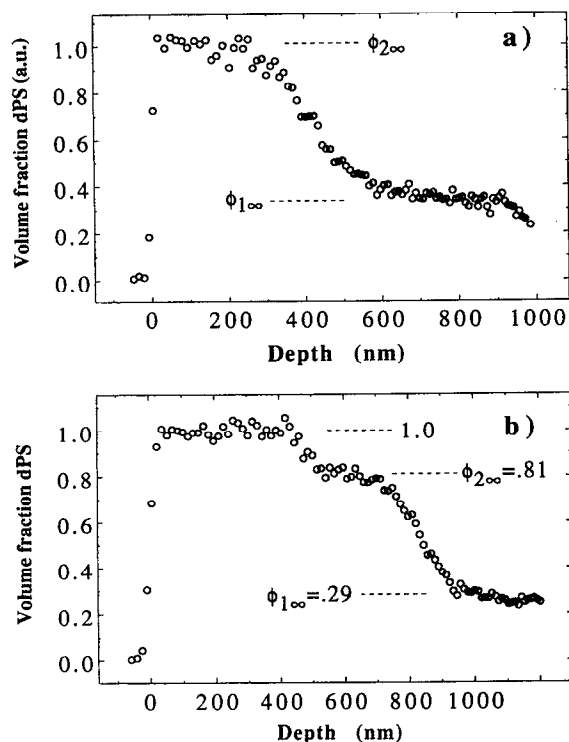 a)
ϕ2∞
ϕ1∞
Volume fraction dPS (a.u.)
1.0
0.8
0.6
0.4
0.2
0.0
0 200 400 600 800 1000
Depth (nm)
b)
1.0
ϕ2∞=.81
ϕ1∞=.29
Volume fraction dPS
1.0
0.8
0.6
0.4
0.2
0.0
0 200 400 600 800 1000
Depth (nm)